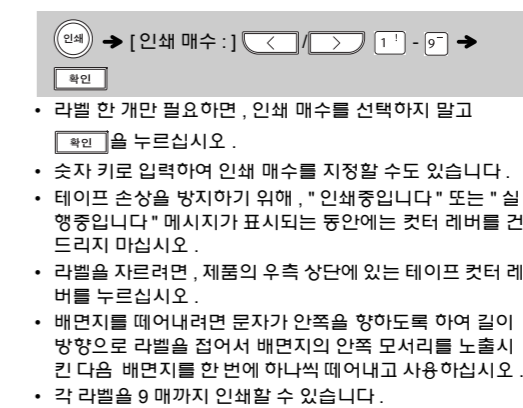 인쇄 ➔ [ 인쇄 매수 : ] < / > 1 ! - 9 ➔
확인
• 라벨 한 개만 필요하면 , 인쇄 매수를 선택하지 말고
확인 을 누르십시오 .
• 숫자 키로 입력하여 인쇄 매수를 지정할 수도 있습니다 .
• 테이프 손상을 방지하기 위해 , " 인쇄중입니다 " 또는 " 실
행중입니다 " 메시지가 표시되는 동안에는 컷터 레버를 건
드리지 마십시오 .
• 라벨을 자르려면 , 제품의 우측 상단에 있는 테이프 컷터 레
버를 누르십시오 .
• 배면지를 떼어내려면 문자가 안쪽을 향하도록 하여 길이
방향으로 라벨을 접어서 배면지의 안쪽 모서리를 노출시
킨 다음 배면지를 한 번에 하나씩 떼어내고 사용하십시오 .
• 각 라벨을 9 매까지 인쇄할 수 있습니다 .